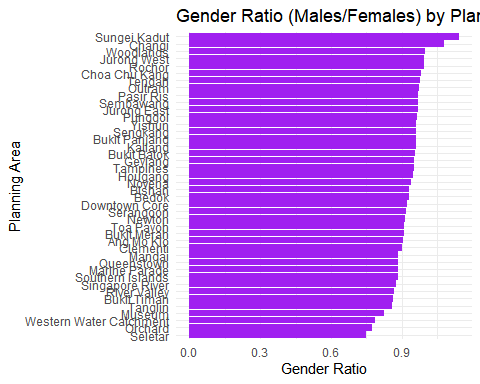 Gender Ratio (Males/Females) by Plan
Sungei Kadut
Changi
Woodlands
Jurong West
Rochor
Choa Chu Kang
Tengah
Outram
Pasir Ris
Sembawang
Jurong East
Punggol
Yishun
Sengkang
Bukit Panjang
Kallang
Bukit Batok
Geylang
Tampines
Hougang
Novena
Bishan
Bedok
Downtown Core
Serangoon
Newton
Toa Payoh
Bukit Merah
Ang Mo Kio
Clementi
Mandai
Queenstown
Marine Parade
Southern Islands
Singapore River
River Valley
Bukit Timah
Tanglin
Museum
Western Water Catchment
Orchard
Seletar
Planning Area
0.0 0.3 0.6 0.9
Gender Ratio